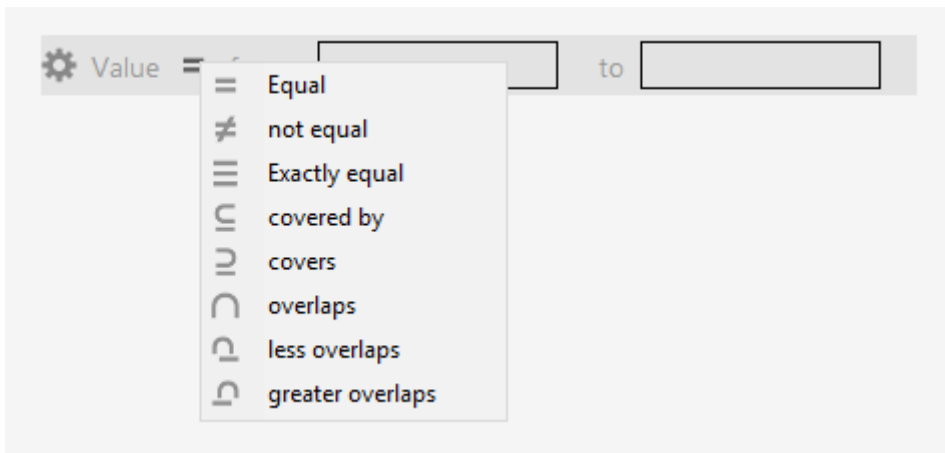 Value = to
= Equal
≠ not equal
≡ Exactly equal
⊆ covered by
⊇ covers
∩ overlaps
less overlaps
greater overlaps